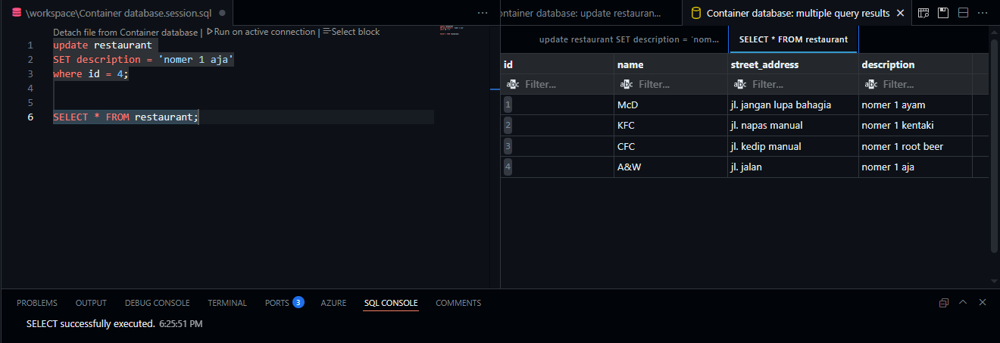 \workspace\Container database.session.sql
Detach file from Container database | Run on active connection | Select block
1 update restaurant
2 SET description = 'nomer 1 aja'
3 where id = 4;
4
5
6 SELECT * FROM restaurant;
ontainer database: update restauran...
Container database: multiple query results
update restaurant SET description = 'nom...
SELECT * FROM restaurant
id name street_address description
abc Filter... abc Filter... abc Filter... abc Filter...
1 McD jl. jangan lupa bahagia nomer 1 ayam
2 KFC jl. napas manual nomer 1 kentaki
3 CFC jl. kedip manual nomer 1 root beer
4 A&W jl. jalan nomer 1 aja
PROBLEMS OUTPUT DEBUG CONSOLE TERMINAL PORTS 3 AZURE SQL CONSOLE COMMENTS
SELECT successfully executed. 6:25:51 PM